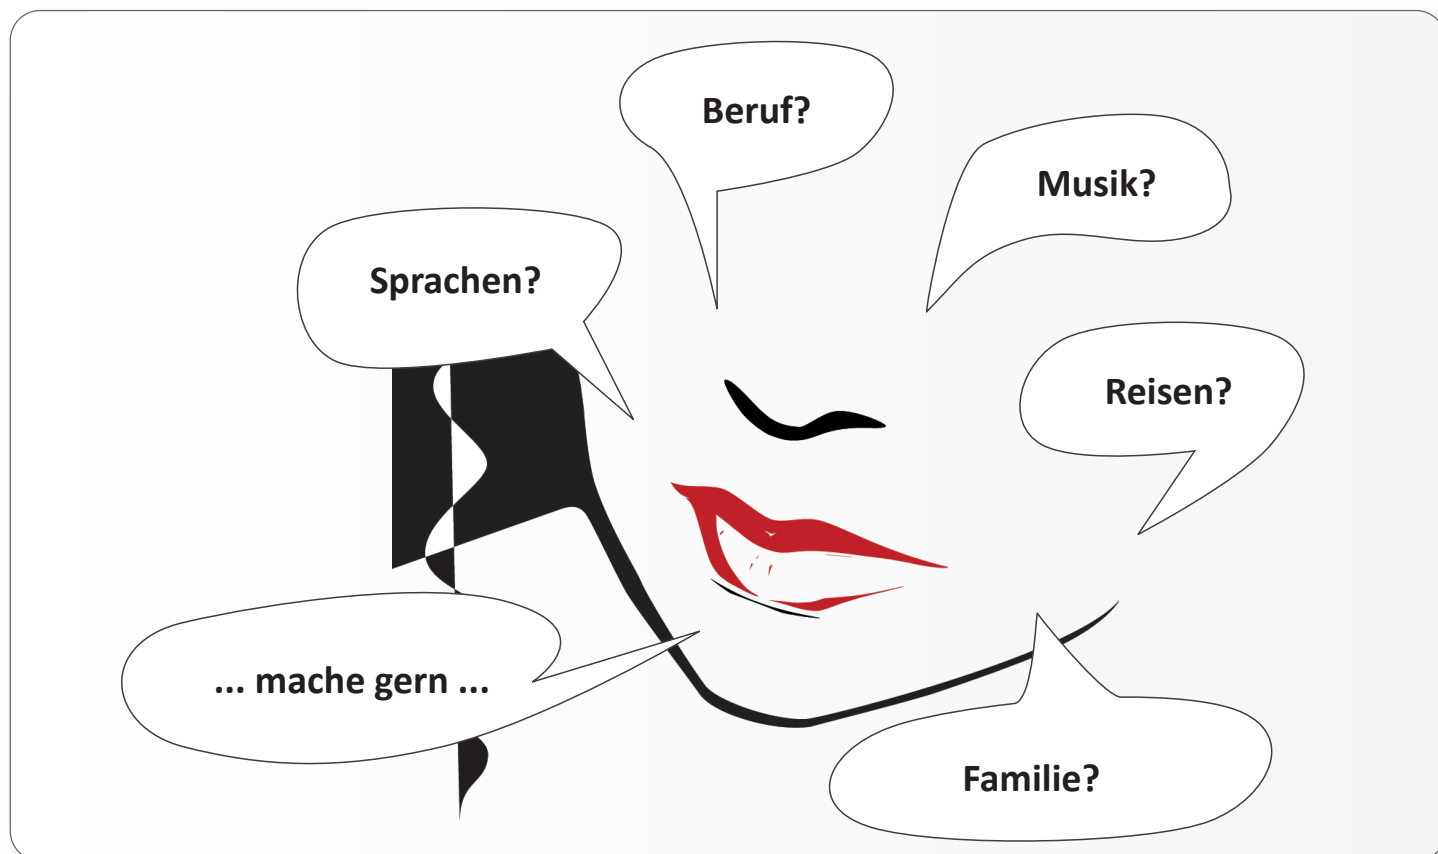 Beruf?
Musik?
Sprachen?
Reisen?
... mache gern ...
Familie?